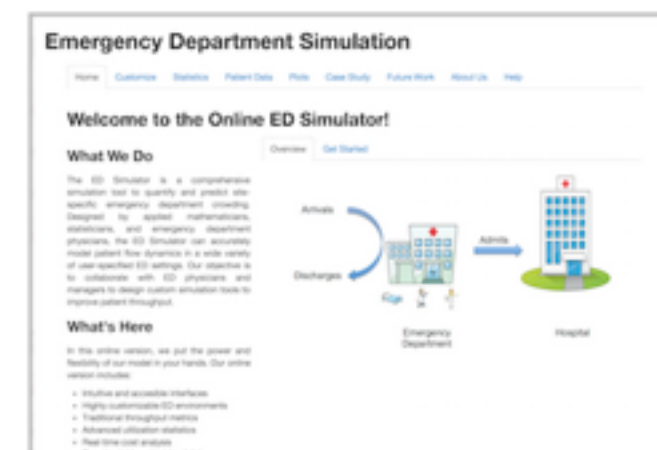 Emergency Department Simulation
Home Customize Statistics Patient Data Plots Case Study Future Work About Us Help
Welcome to the Online ED Simulator!
What We Do
Overview Get Started
The ED Simulator is a comprehensive
simulation tool to quantify and predict site-
specific emergency department crowding.
Designed by applied mathematicians,
statisticians, and emergency department
physicians, the ED Simulator can accurately
model patient flow dynamics in a wide variety
of user-specified ED settings. Our objective is
to collaborate with ED physicians and
managers to design custom simulation tools to
improve patient throughput.
Arrivals
Discharges
Admits
Emergency
Department
Hospital
What's Here
In this online version, we put the power and
flexibility of our model in your hands. Our online
version includes:
• Intuitive and accessible interfaces
• Highly customizable ED environments
• Traditional throughput metrics
• Advanced utilization statistics
• Real-time cost analysis